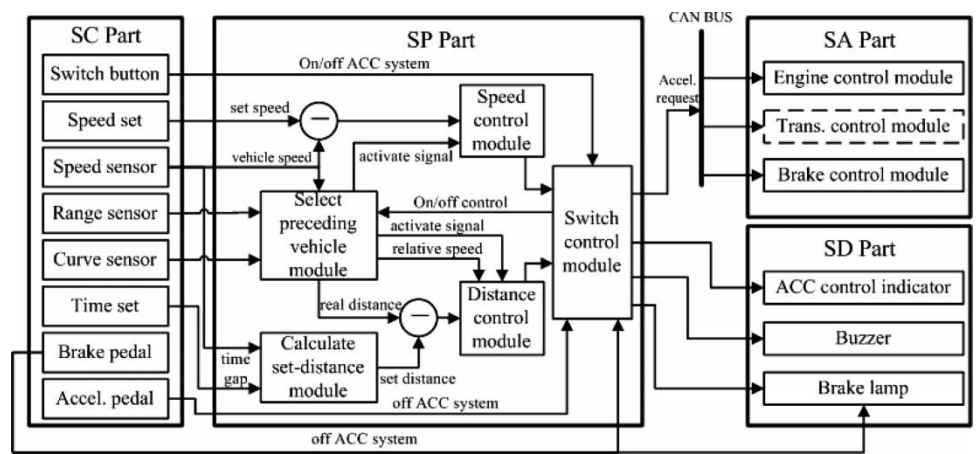 SC Part
Switch button
Speed set
Speed sensor
Range sensor
Curve sensor
Time set
Brake pedal
Accel. pedal
SP Part
On/off ACC system
set speed
vehicle speed
activate signal
Speed
control
module
Select
preceding
vehicle
module
On/off control
activate signal
relative speed
real distance
Distance
control
module
Calculate
set-distance
module
time
gap
set distance
off ACC system
off ACC system
Switch
control
module
CAN BUS
Accel.
request
SA Part
Engine control module
Trans. control module
Brake control module
SD Part
ACC control indicator
Buzzer
Brake lamp